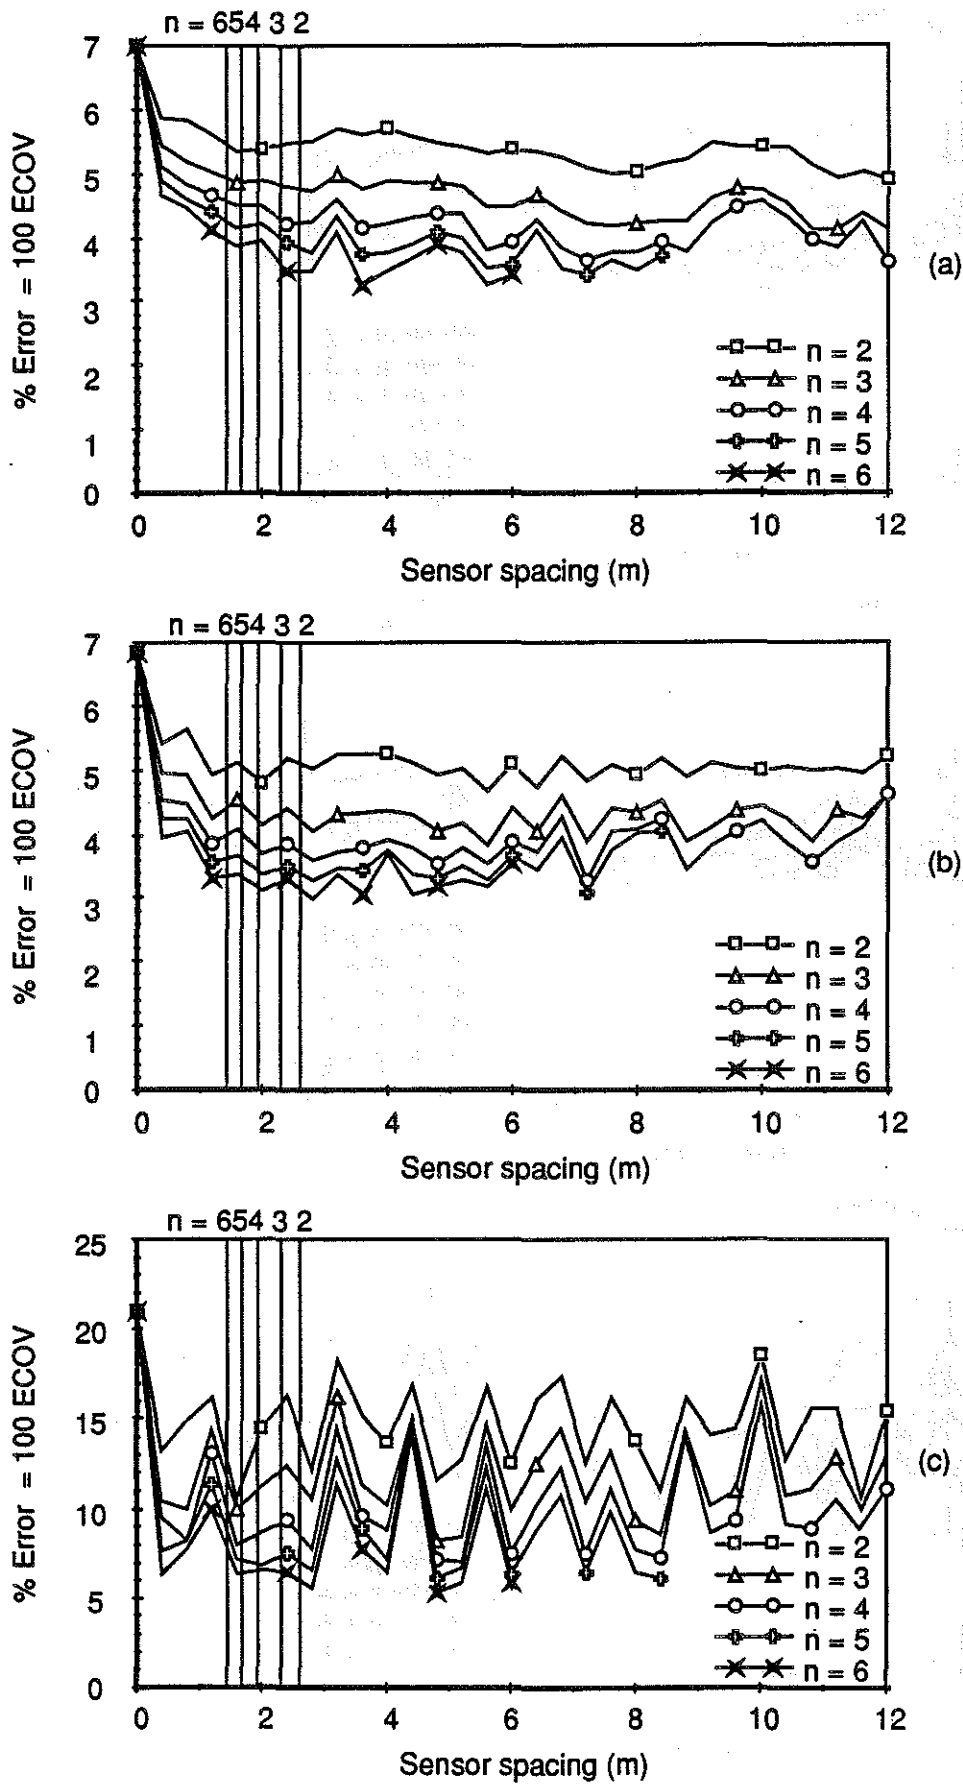 n = 654 3 2
7
6
5
4
3
2
1
0
% Error = 100 ECOV
n = 2
n = 3
n = 4
n = 5
n = 6
(a)
0 2 4 6 8 10 12
Sensor spacing (m)
n = 654 3 2
7
6
5
4
3
2
1
0
% Error = 100 ECOV
n = 2
n = 3
n = 4
n = 5
n = 6
(b)
0 2 4 6 8 10 12
Sensor spacing (m)
n = 654 3 2
25
20
15
10
5
0
% Error = 100 ECOV
(c)
n = 2
n = 3
n = 4
n = 5
n = 6
0 2 4 6 8 10 12
Sensor spacing (m)